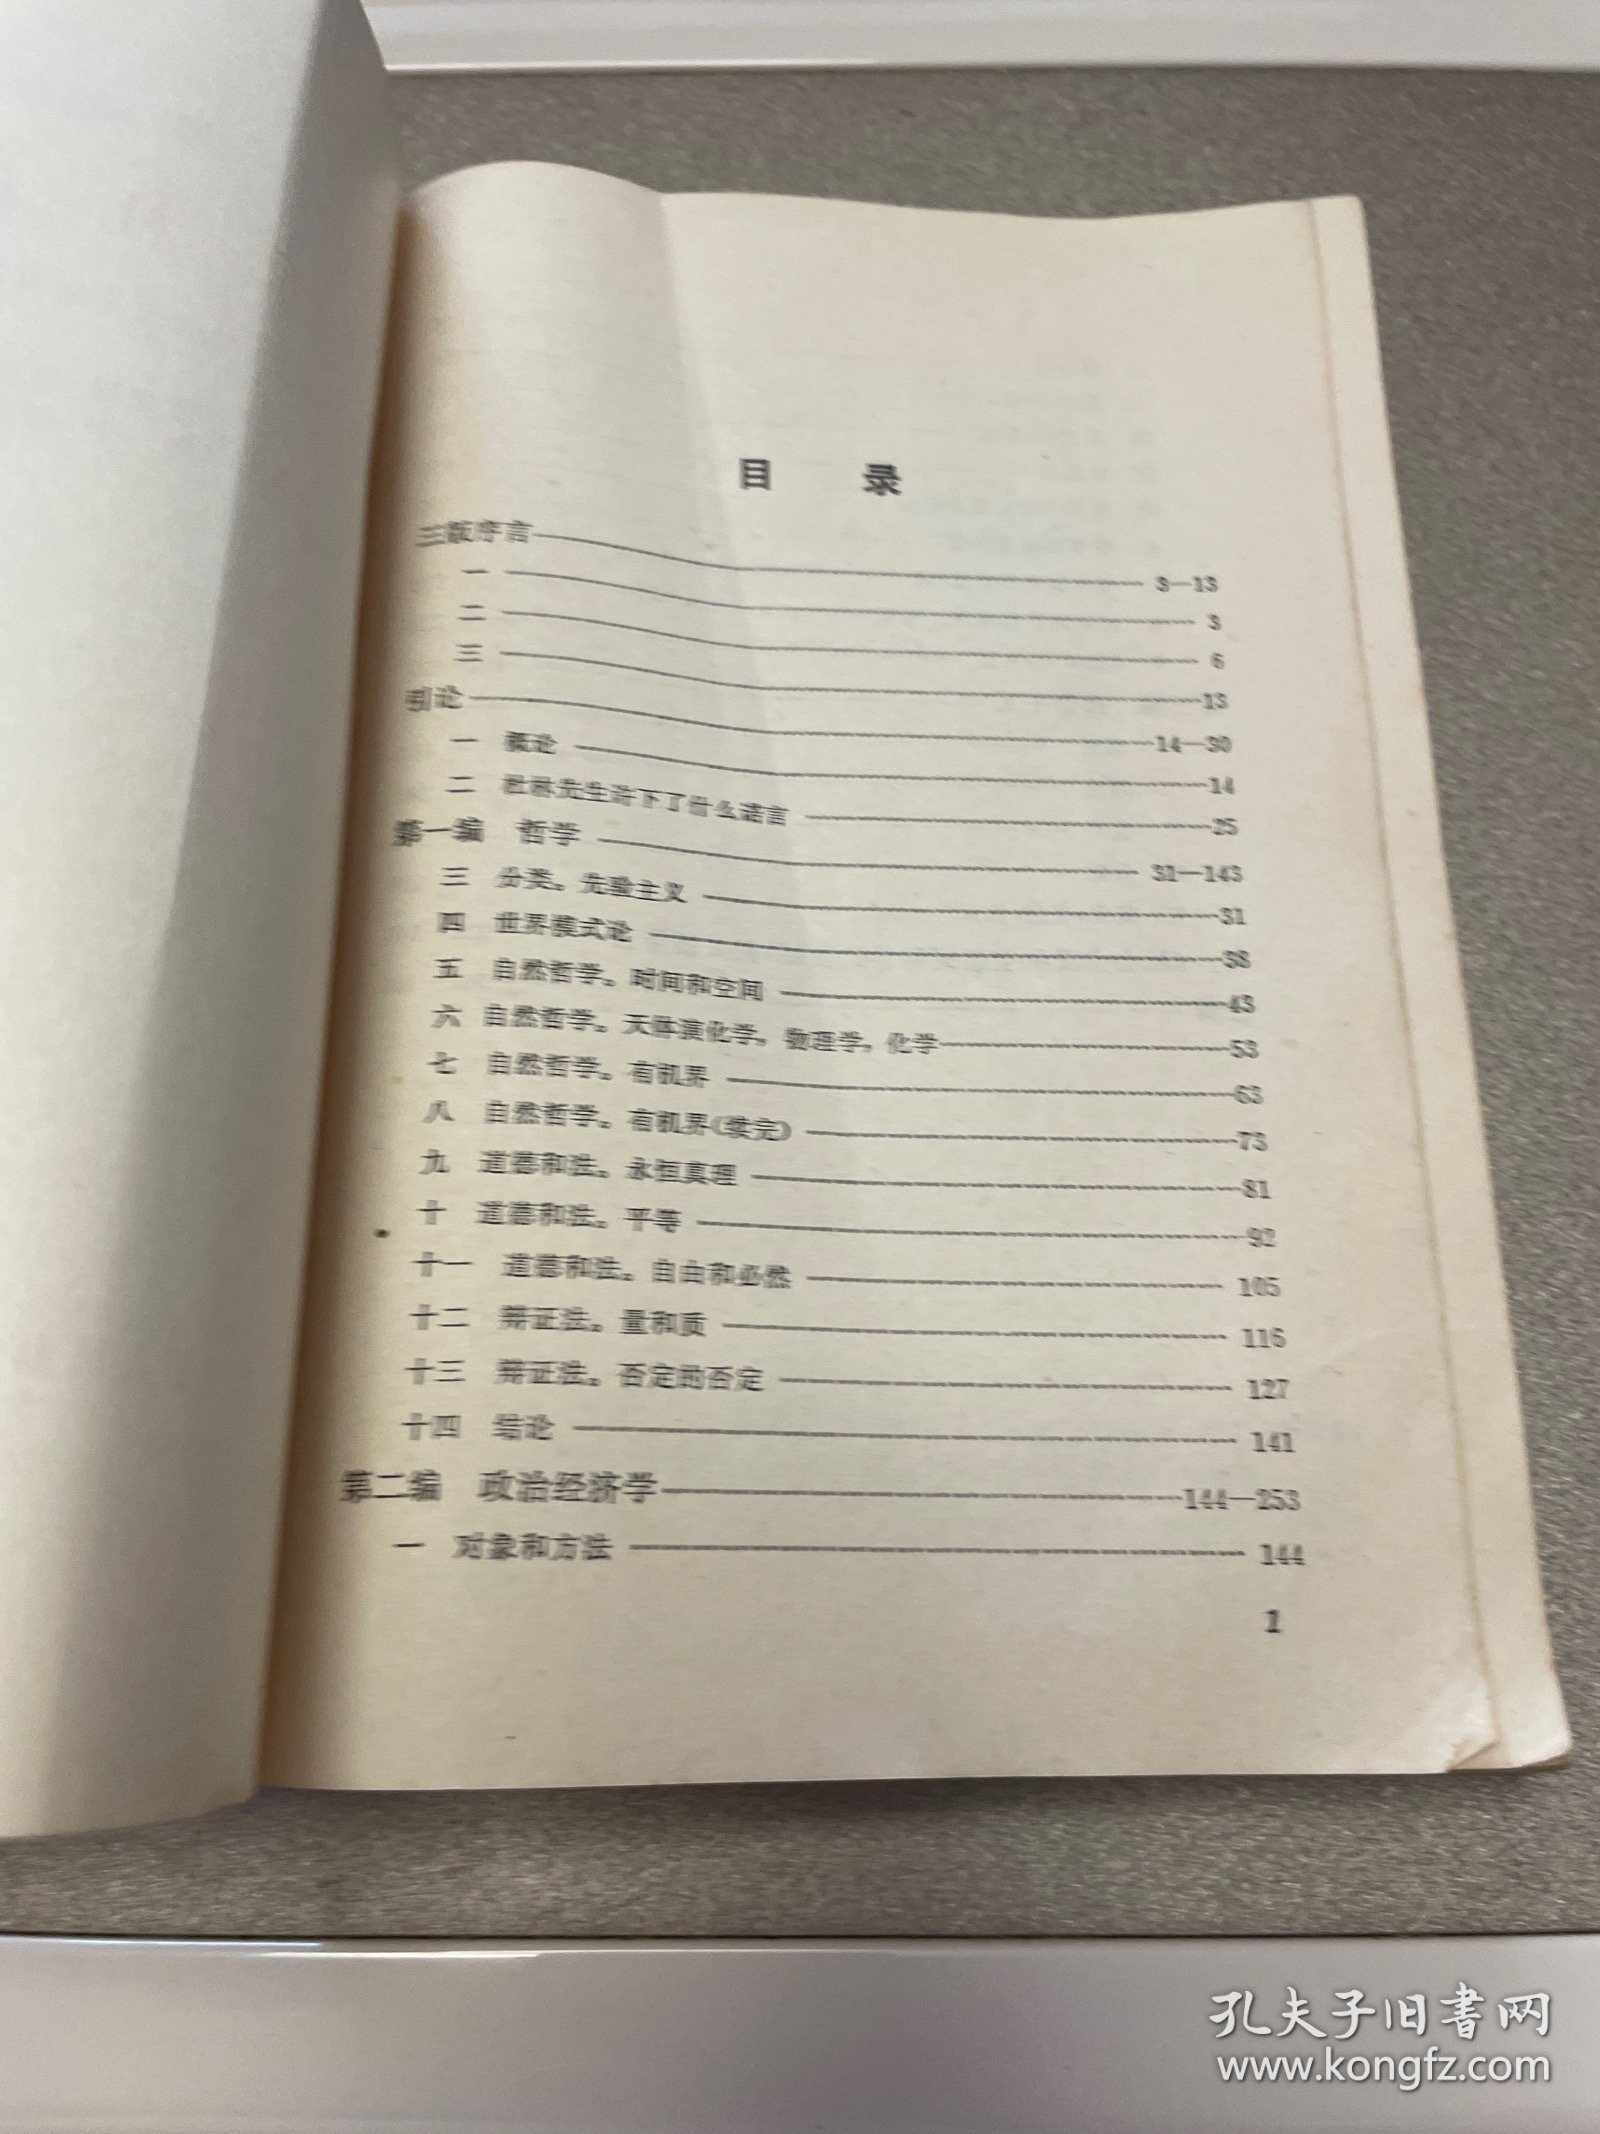 目 录
三版序言 3—13
一 3
二 6
三 13
引论 14—30
一 概论 14
二 杜林先生许下了什么诺言 25
第一编 哲学 31—143
三 分类。先验主义 31
四 世界模式论 38
五 自然哲学。时间和空间 43
六 自然哲学。天体演化学，物理学，化学 53
七 自然哲学。有机界 63
八 自然哲学。有机界（续完） 73
九 道德和法。永恒真理 81
十 道德和法。平等 92
十一 道德和法。自由和必然 105
十二 辩证法。量和质 116
十三 辩证法。否定的否定 127
十四 结论 141
第二编 政治经济学 144—253
一 对象和方法 144
1
孔夫子旧书网
www.kongfz.com